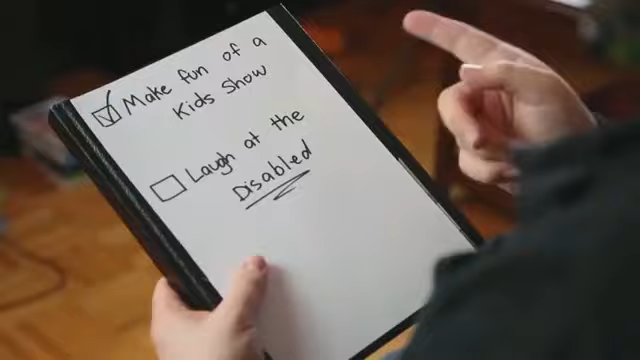 Make fun of a
Kids Show
Laugh at the
Disabled